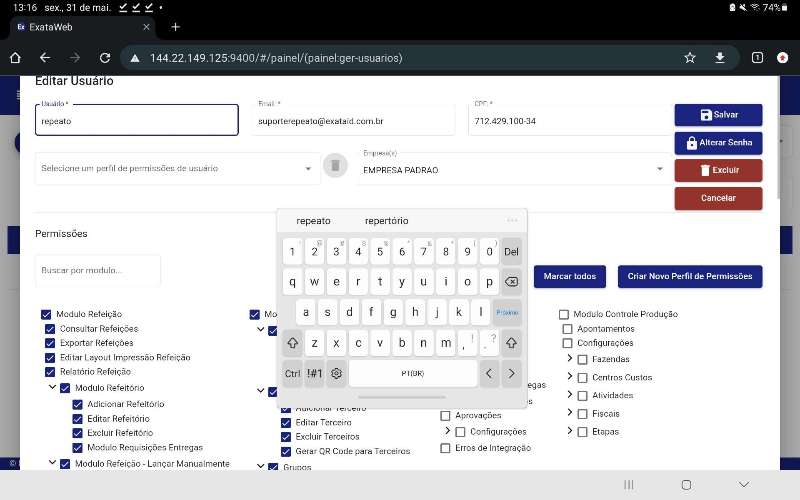 13:16 sex., 31 de mai.
74%
Ex ExataWeb
144.22.149.125:9400/#/painel/(painel:ger-usuarios)
1
Editar Usuário
Usuário *
repeato
Email *
suporterepeato@exataid.com.br
CPF *
712.429.100-34
Salvar
Alterar Senha
Excluir
Cancelar
Selecione um perfil de permissões de usuário
Empresa(s)
EMPRESA PADRAO
Permissões
Buscar por modulo...
Marcar todos
Criar Novo Perfil de Permissões
repeato repertório
1 2 3 4 5 6 7 8 9 0 Del
q w e r t y u i o p
a s d f g h j k l Próximo
z x c v b n m , ! . ?
Ctrl !#1 PT(BR) < >
Modulo Refeição
Consultar Refeições
Exportar Refeições
Editar Layout Impressão Refeição
Relatório Refeição
Modulo Refeitório
Adicionar Refeitório
Editar Refeitório
Excluir Refeitório
Modulo Requisições Entregas
Modulo Refeição - Lançar Manualmente
Mo
Adicionar Terceiro
Editar Terceiro
Excluir Terceiros
Gerar QR Code para Terceiros
Grupos
egas
s
Aprovações
Configurações
Erros de Integração
Modulo Controle Produção
Apontamentos
Configurações
Fazendas
Centros Custos
Atividades
Fiscais
Etapas